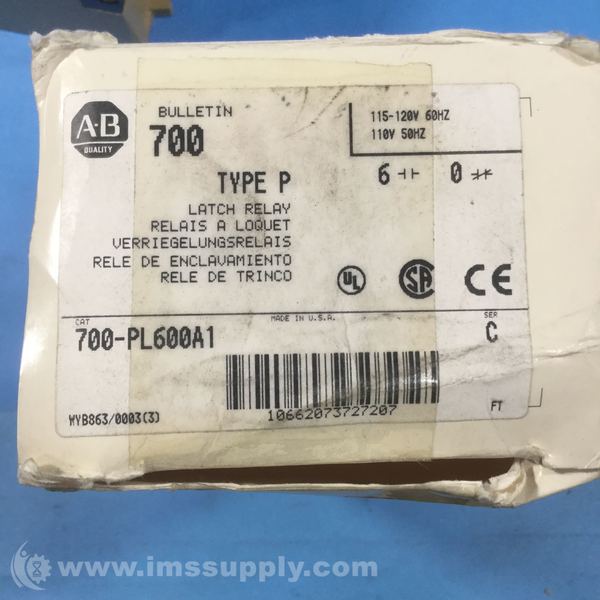 A-B
QUALITY
BULLETIN
700
TYPE P
LATCH RELAY
RELAIS A LOQUET
VERRIEGELUNGSRELAIS
RELE DE ENCLAVAMIENTO
RELE DE TRINCO
115-120V 60HZ
110V 50HZ
6 0
UL
SA
CE
CAT
700-PL600A1
MADE IN U.S.A.
SER
C
10662073727207
WYB863/0003(3)
FT
www.imssupply.com